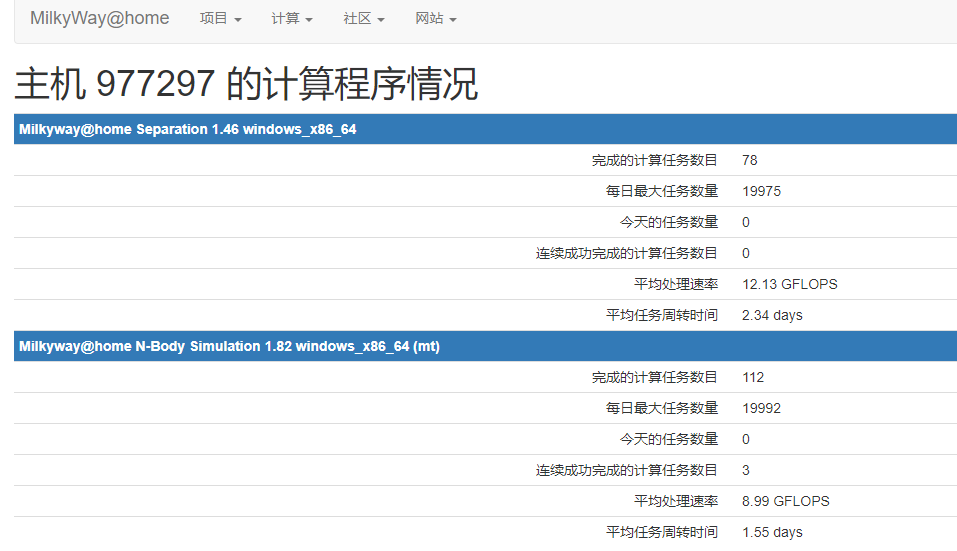 MilkyWay@home 项目 计算 社区 网站
主机 977297 的计算程序情况
Milkyway@home Separation 1.46 windows_x86_64
完成的计算任务数目 78
每日最大任务数量 19975
今天的任务数量 0
连续成功完成的计算任务数目 0
平均处理速率 12.13 GFLOPS
平均任务周转时间 2.34 days
Milkyway@home N-Body Simulation 1.82 windows_x86_64 (mt)
完成的计算任务数目 112
每日最大任务数量 19992
今天的任务数量 0
连续成功完成的计算任务数目 3
平均处理速率 8.99 GFLOPS
平均任务周转时间 1.55 days